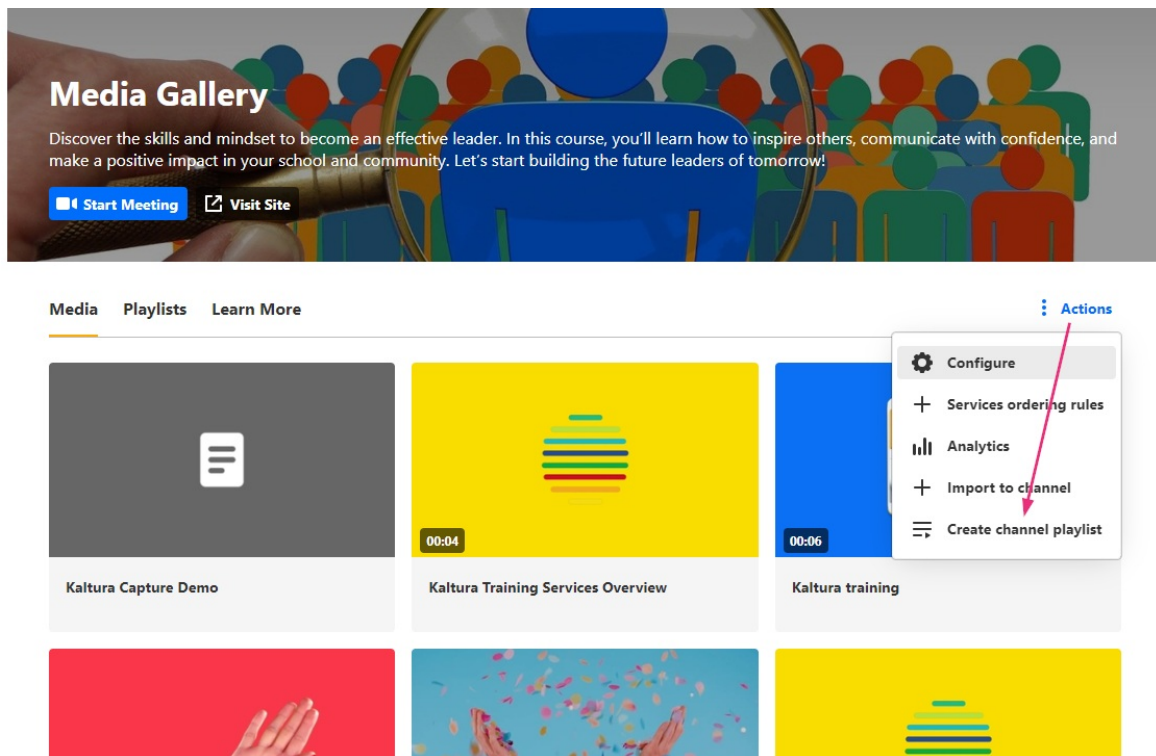 Media Gallery
Discover the skills and mindset to become an effective leader. In this course, you'll learn how to inspire others, communicate with confidence, and
make a positive impact in your school and community. Let's start building the future leaders of tomorrow!
Start Meeting Visit Site
Media Playlists Learn More Actions
Configure
Services ordering rules
Analytics
Import to channel
Create channel playlist
00:04 00:06
Kaltura Capture Demo Kaltura Training Services Overview Kaltura training